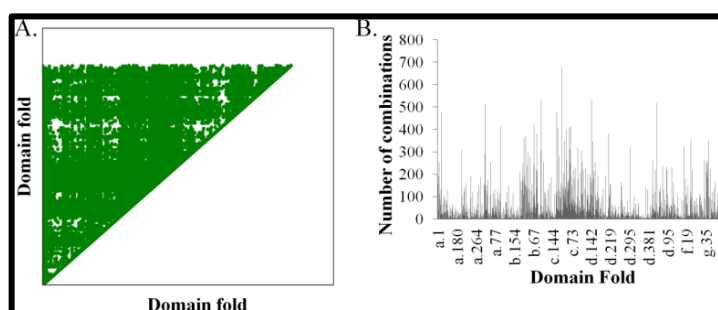 A.
Domain fold
Domain fold
B.
Number of combinations
800
700
600
500
400
300
200
100
0
a.1
a.180
a.264
a.77
b.154
b.67
c.144
c.73
d.142
d.219
d.295
d.381
d.95
f.19
g.35
Domain Fold